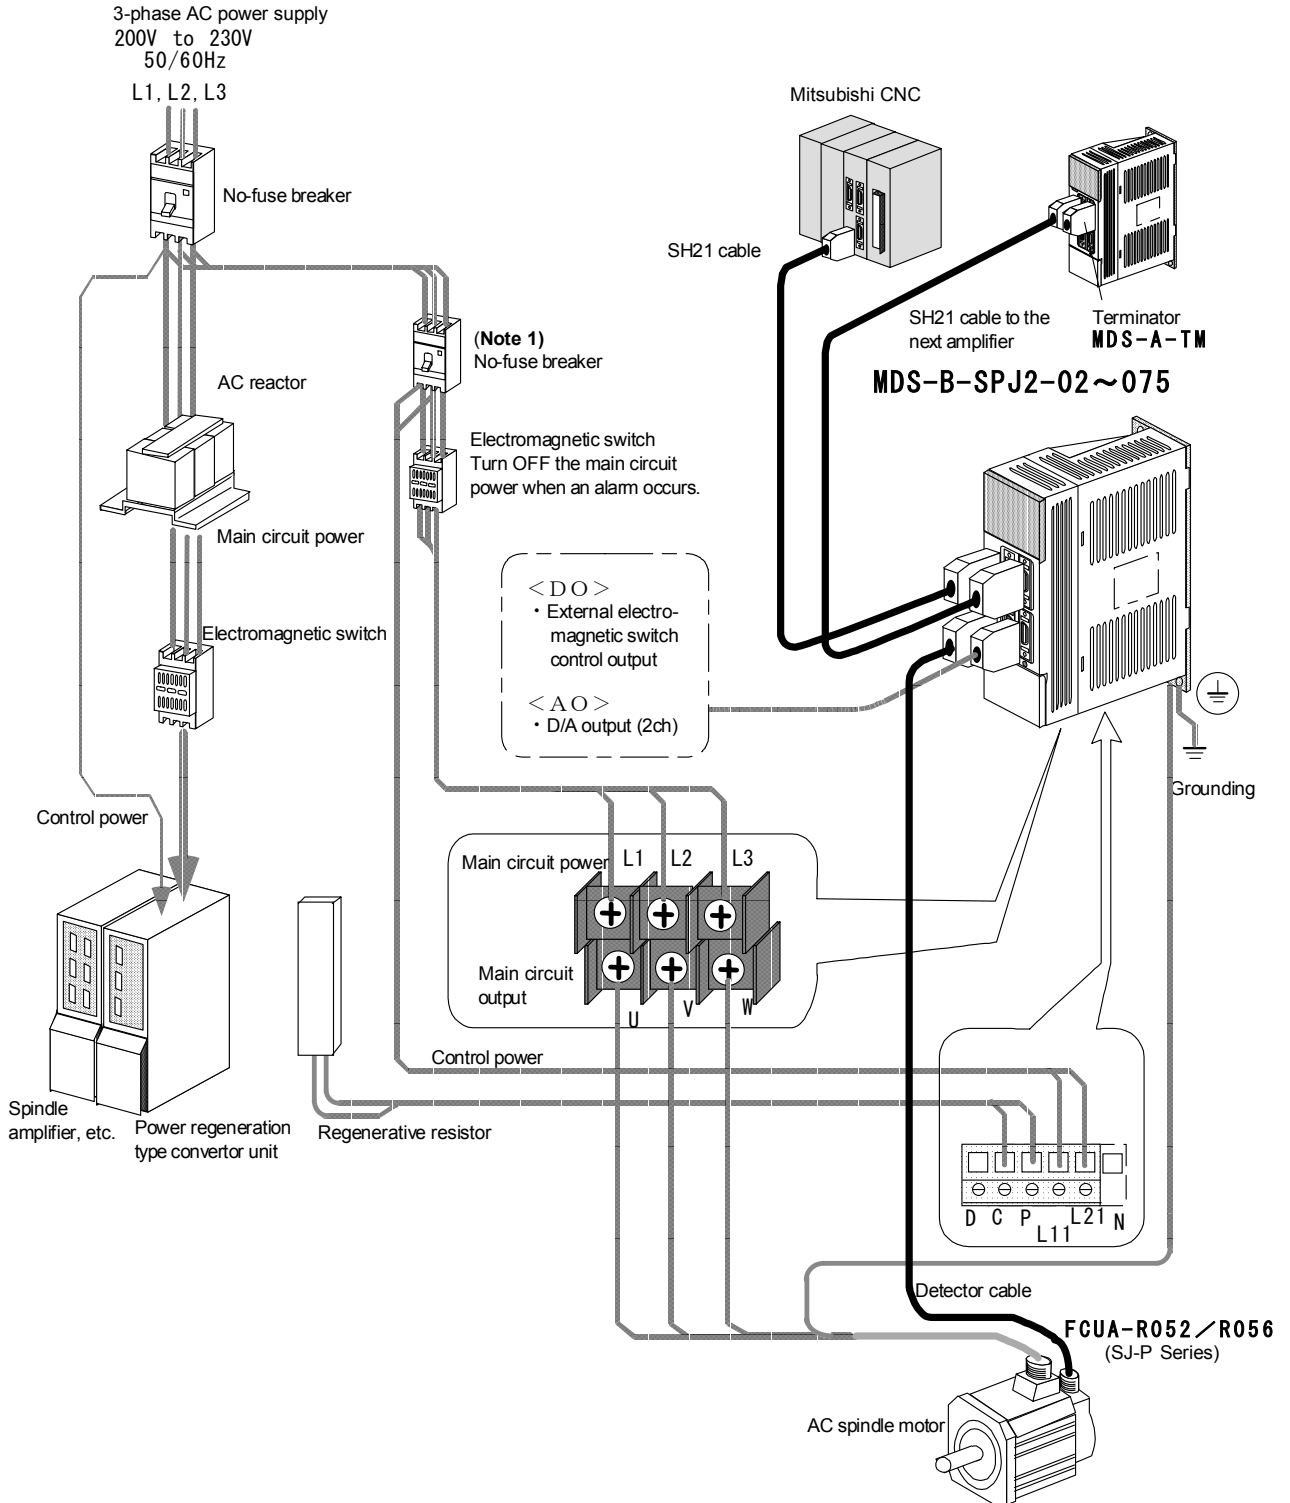 3-phase AC power supply
200V to 230V
50/60Hz
L1, L2, L3
No-fuse breaker
Mitsubishi CNC
SH21 cable
SH21 cable to the
next amplifier
Terminator
MDS-A-TM
MDS-B-SPJ2-02～075
(Note 1)
No-fuse breaker
AC reactor
Electromagnetic switch
Turn OFF the main circuit
power when an alarm occurs.
Main circuit power
Electromagnetic switch
＜DO＞
・External electro-
magnetic switch
control output
＜AO＞
・D/A output (2ch)
Grounding
Control power
Main circuit power
L1
L2
L3
Main circuit
output
U
V
W
Control power
Spindle
amplifier, etc.
Power regeneration
type convertor unit
Regenerative resistor
D
C
P
L11
L21
N
Detector cable
FCUA-R052／R056
(SJ-P Series)
AC spindle motor